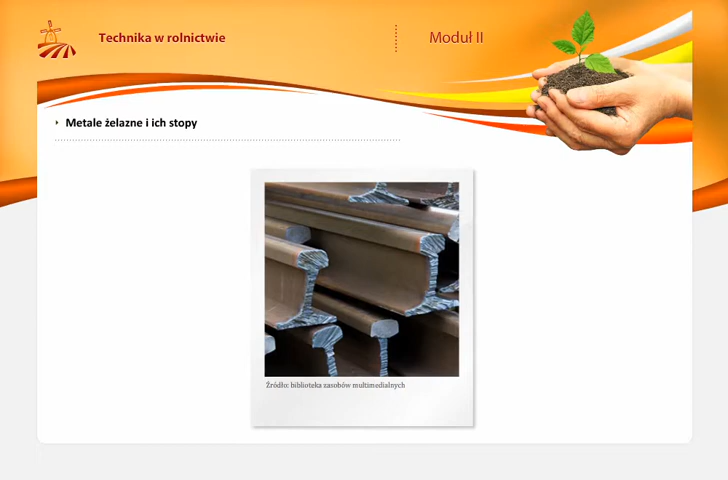 Technika w rolnictwie
Moduł II
Metale żelazne i ich stopy
Źródło: biblioteka zasobów multimedialnych